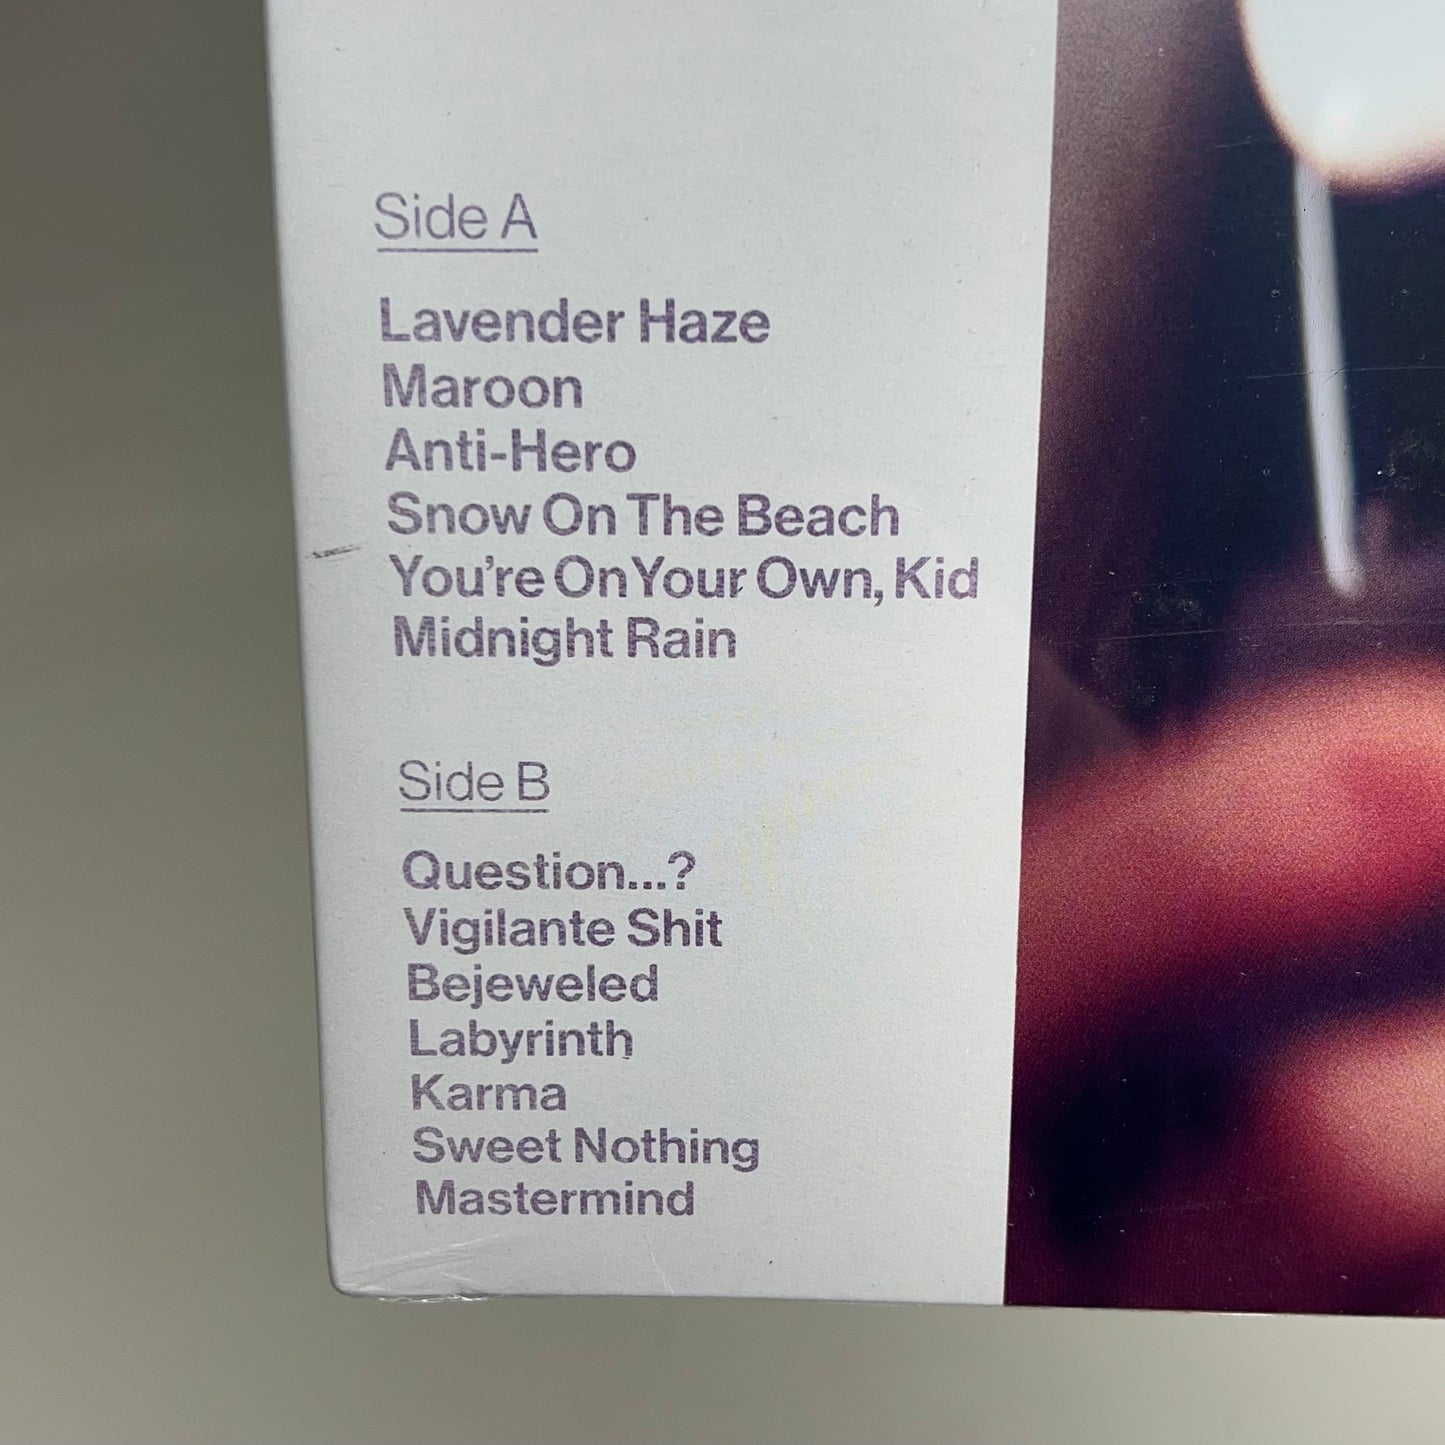 Side A
Lavender Haze
Maroon
Anti-Hero
Snow On The Beach
You're On Your Own, Kid
Midnight Rain
Side B
Question...?
Vigilante Shit
Bejeweled
Labyrinth
Karma
Sweet Nothing
Mastermind